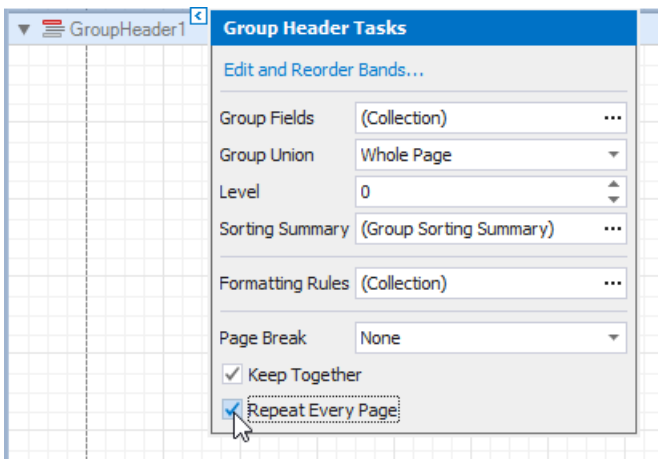 GroupHeader1
Group Header Tasks
Edit and Reorder Bands...
Group Fields (Collection) ...
Group Union Whole Page
Level 0
Sorting Summary (Group Sorting Summary) ...
Formatting Rules (Collection) ...
Page Break None
Keep Together
Repeat Every Page